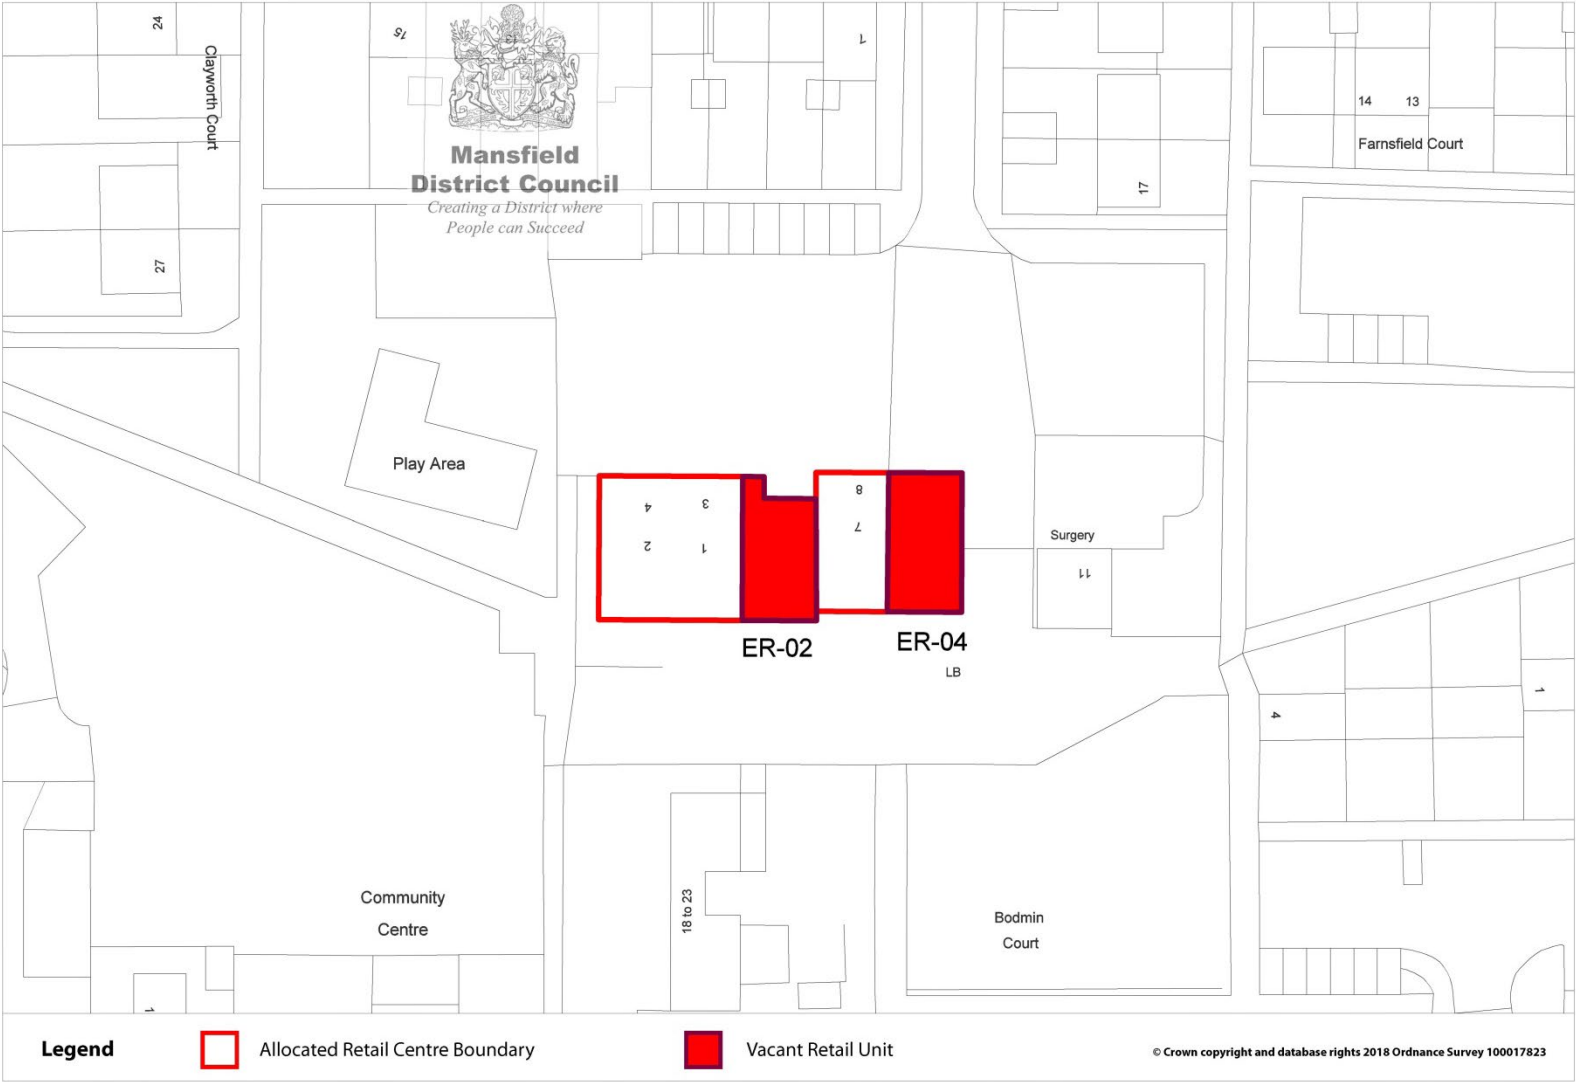 24
Clayworth Court
15
13
1
Mansfield
District Council
Creating a District where
People can Succeed
14 13
Farnsfield Court
17
27
Play Area
4 3
2 1
8
7
Surgery
11
ER-02
ER-04
LB
4
1
Community
Centre
18 to 23
Bodmin
Court
1
Legend
Allocated Retail Centre Boundary
Vacant Retail Unit
© Crown copyright and database rights 2018 Ordnance Survey 100017823